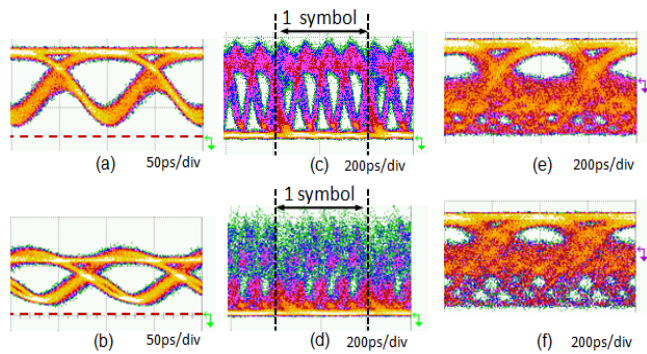 1 symbol
(a) 50ps/div
(c) 200ps/div
(e) 200ps/div
1 symbol
(b) 50ps/div
(d) 200ps/div
(f) 200ps/div